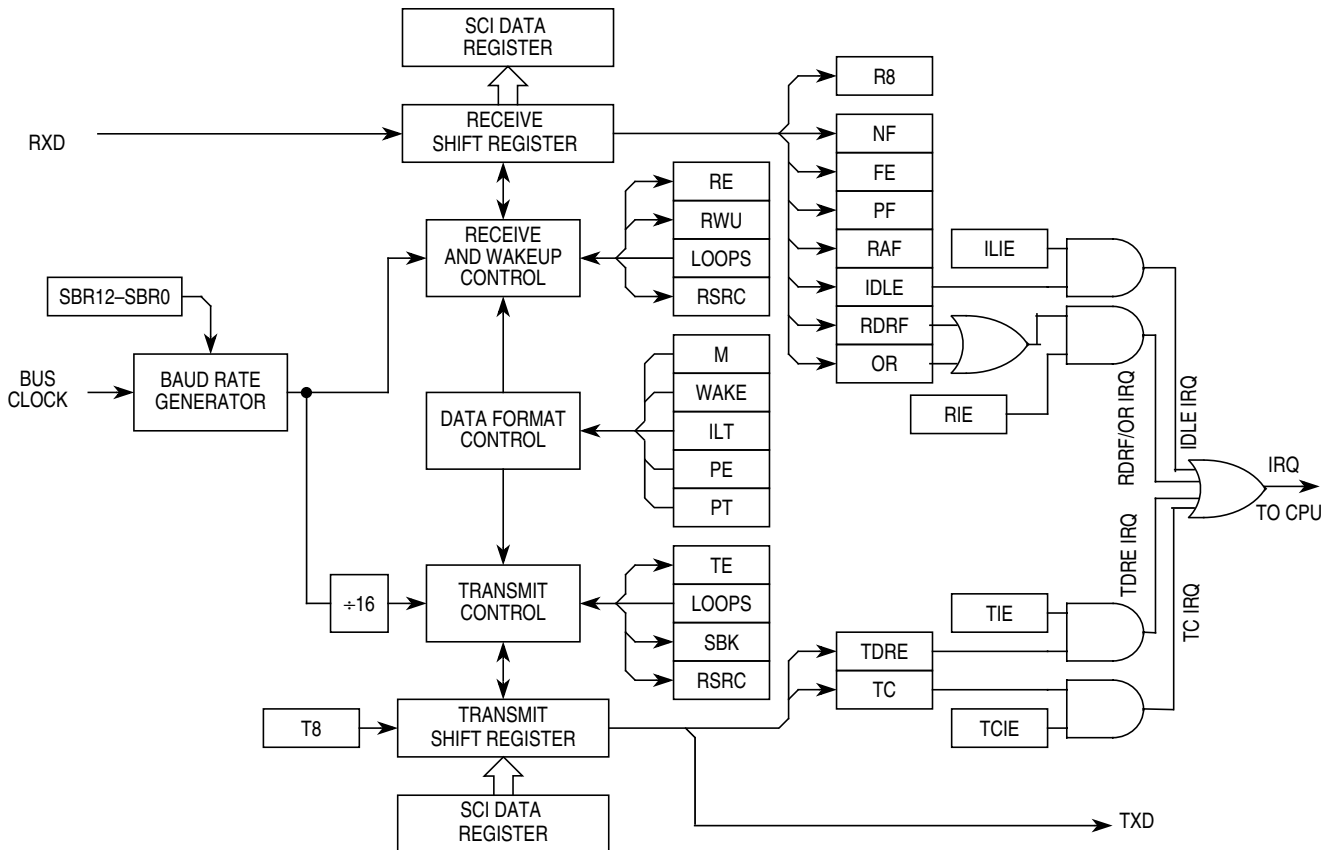 SCI DATA
REGISTER
RXD
RECEIVE
SHIFT REGISTER
R8
NF
FE
PF
RAF
IDLE
RDRF
OR
RE
RWU
LOOPS
RSRC
RECEIVE
AND WAKEUP
CONTROL
ILIE
RIE
SBR12–SBR0
BUS
CLOCK
BAUD RATE
GENERATOR
DATA FORMAT
CONTROL
M
WAKE
ILT
PE
PT
RDRF/OR IRQ
IDLE IRQ
TDRE IRQ
TC IRQ
IRQ
TO CPU
÷16
TRANSMIT
CONTROL
TE
LOOPS
SBK
RSRC
TIE
TDRE
TC
TCIE
T8
TRANSMIT
SHIFT REGISTER
SCI DATA
REGISTER
TXD